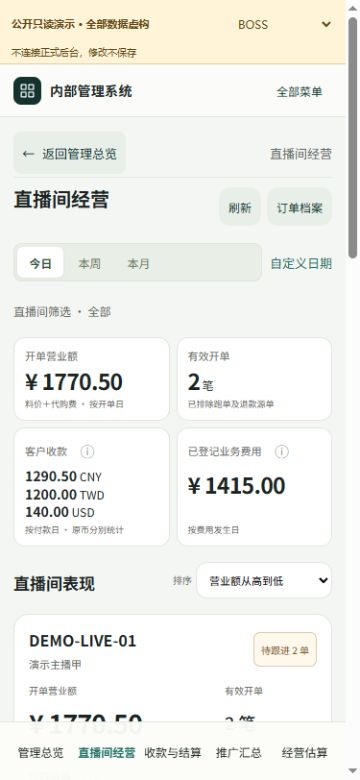 公开只读演示·全部数据虚构
BOSS
不连接正式后台，修改不保存
内部管理系统
全部菜单
← 返回管理总览
直播间经营
直播间经营
刷新
订单档案
今日
本周
本月
自定义日期
直播间筛选 · 全部
开单营业额
¥ 1770.50
料价＋代购费 · 按开单日
有效开单
2 笔
已排除跑单及退款源单
客户收款 ⓘ
1290.50 CNY
1200.00 TWD
140.00 USD
按付款日 · 原币分别统计
已登记业务费用 ⓘ
¥ 1415.00
按费用发生日
直播间表现
排序
营业额从高到低
DEMO-LIVE-01
待跟进 2 单
演示主播甲
开单营业额
有效开单
¥ 1770.50
2 笔
管理总览
直播间经营
收款与结算
推广汇总
经营估算